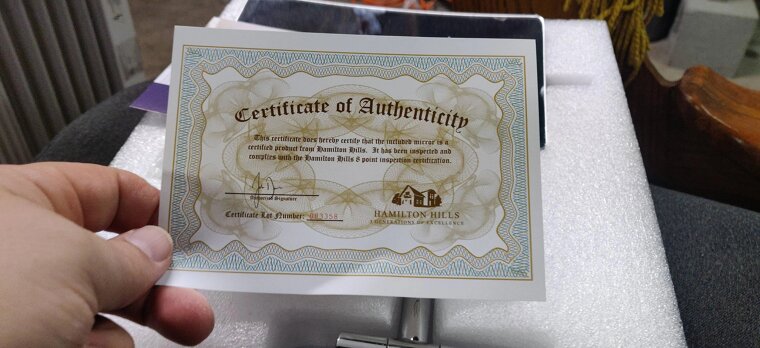 Certificate of Authenticity
This certificate does hereby certify that the included mirror is a
certified product from Hamilton Hills. It has been inspected and
complies with the Hamilton Hills 8 point inspection certification.
Authorized Signature
Certificate Lot Number: 003358
HAMILTON HILLS
GENERATIONS OF EXCELLENCE